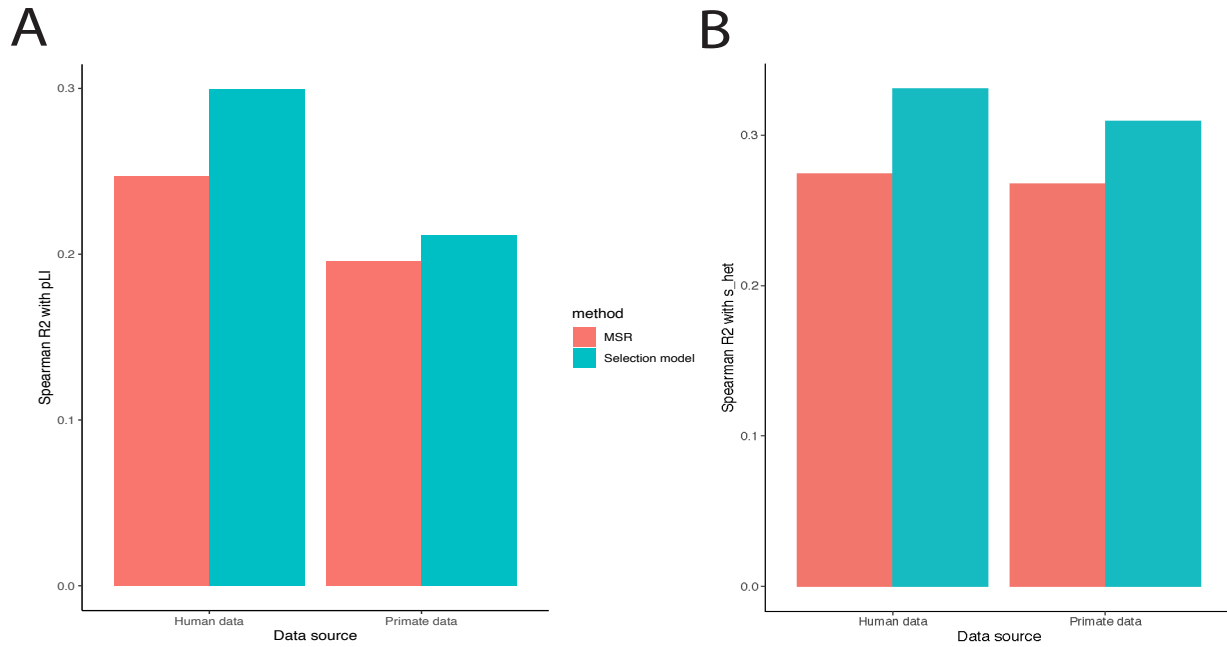 A
0.3
0.2
0.1
0.0
Spearman R2 with pLI
Human data
Primate data
Data source
method
MSR
Selection model
B
0.3
0.2
0.1
0.0
Spearman R2 with s_het
Human data
Primate data
Data source